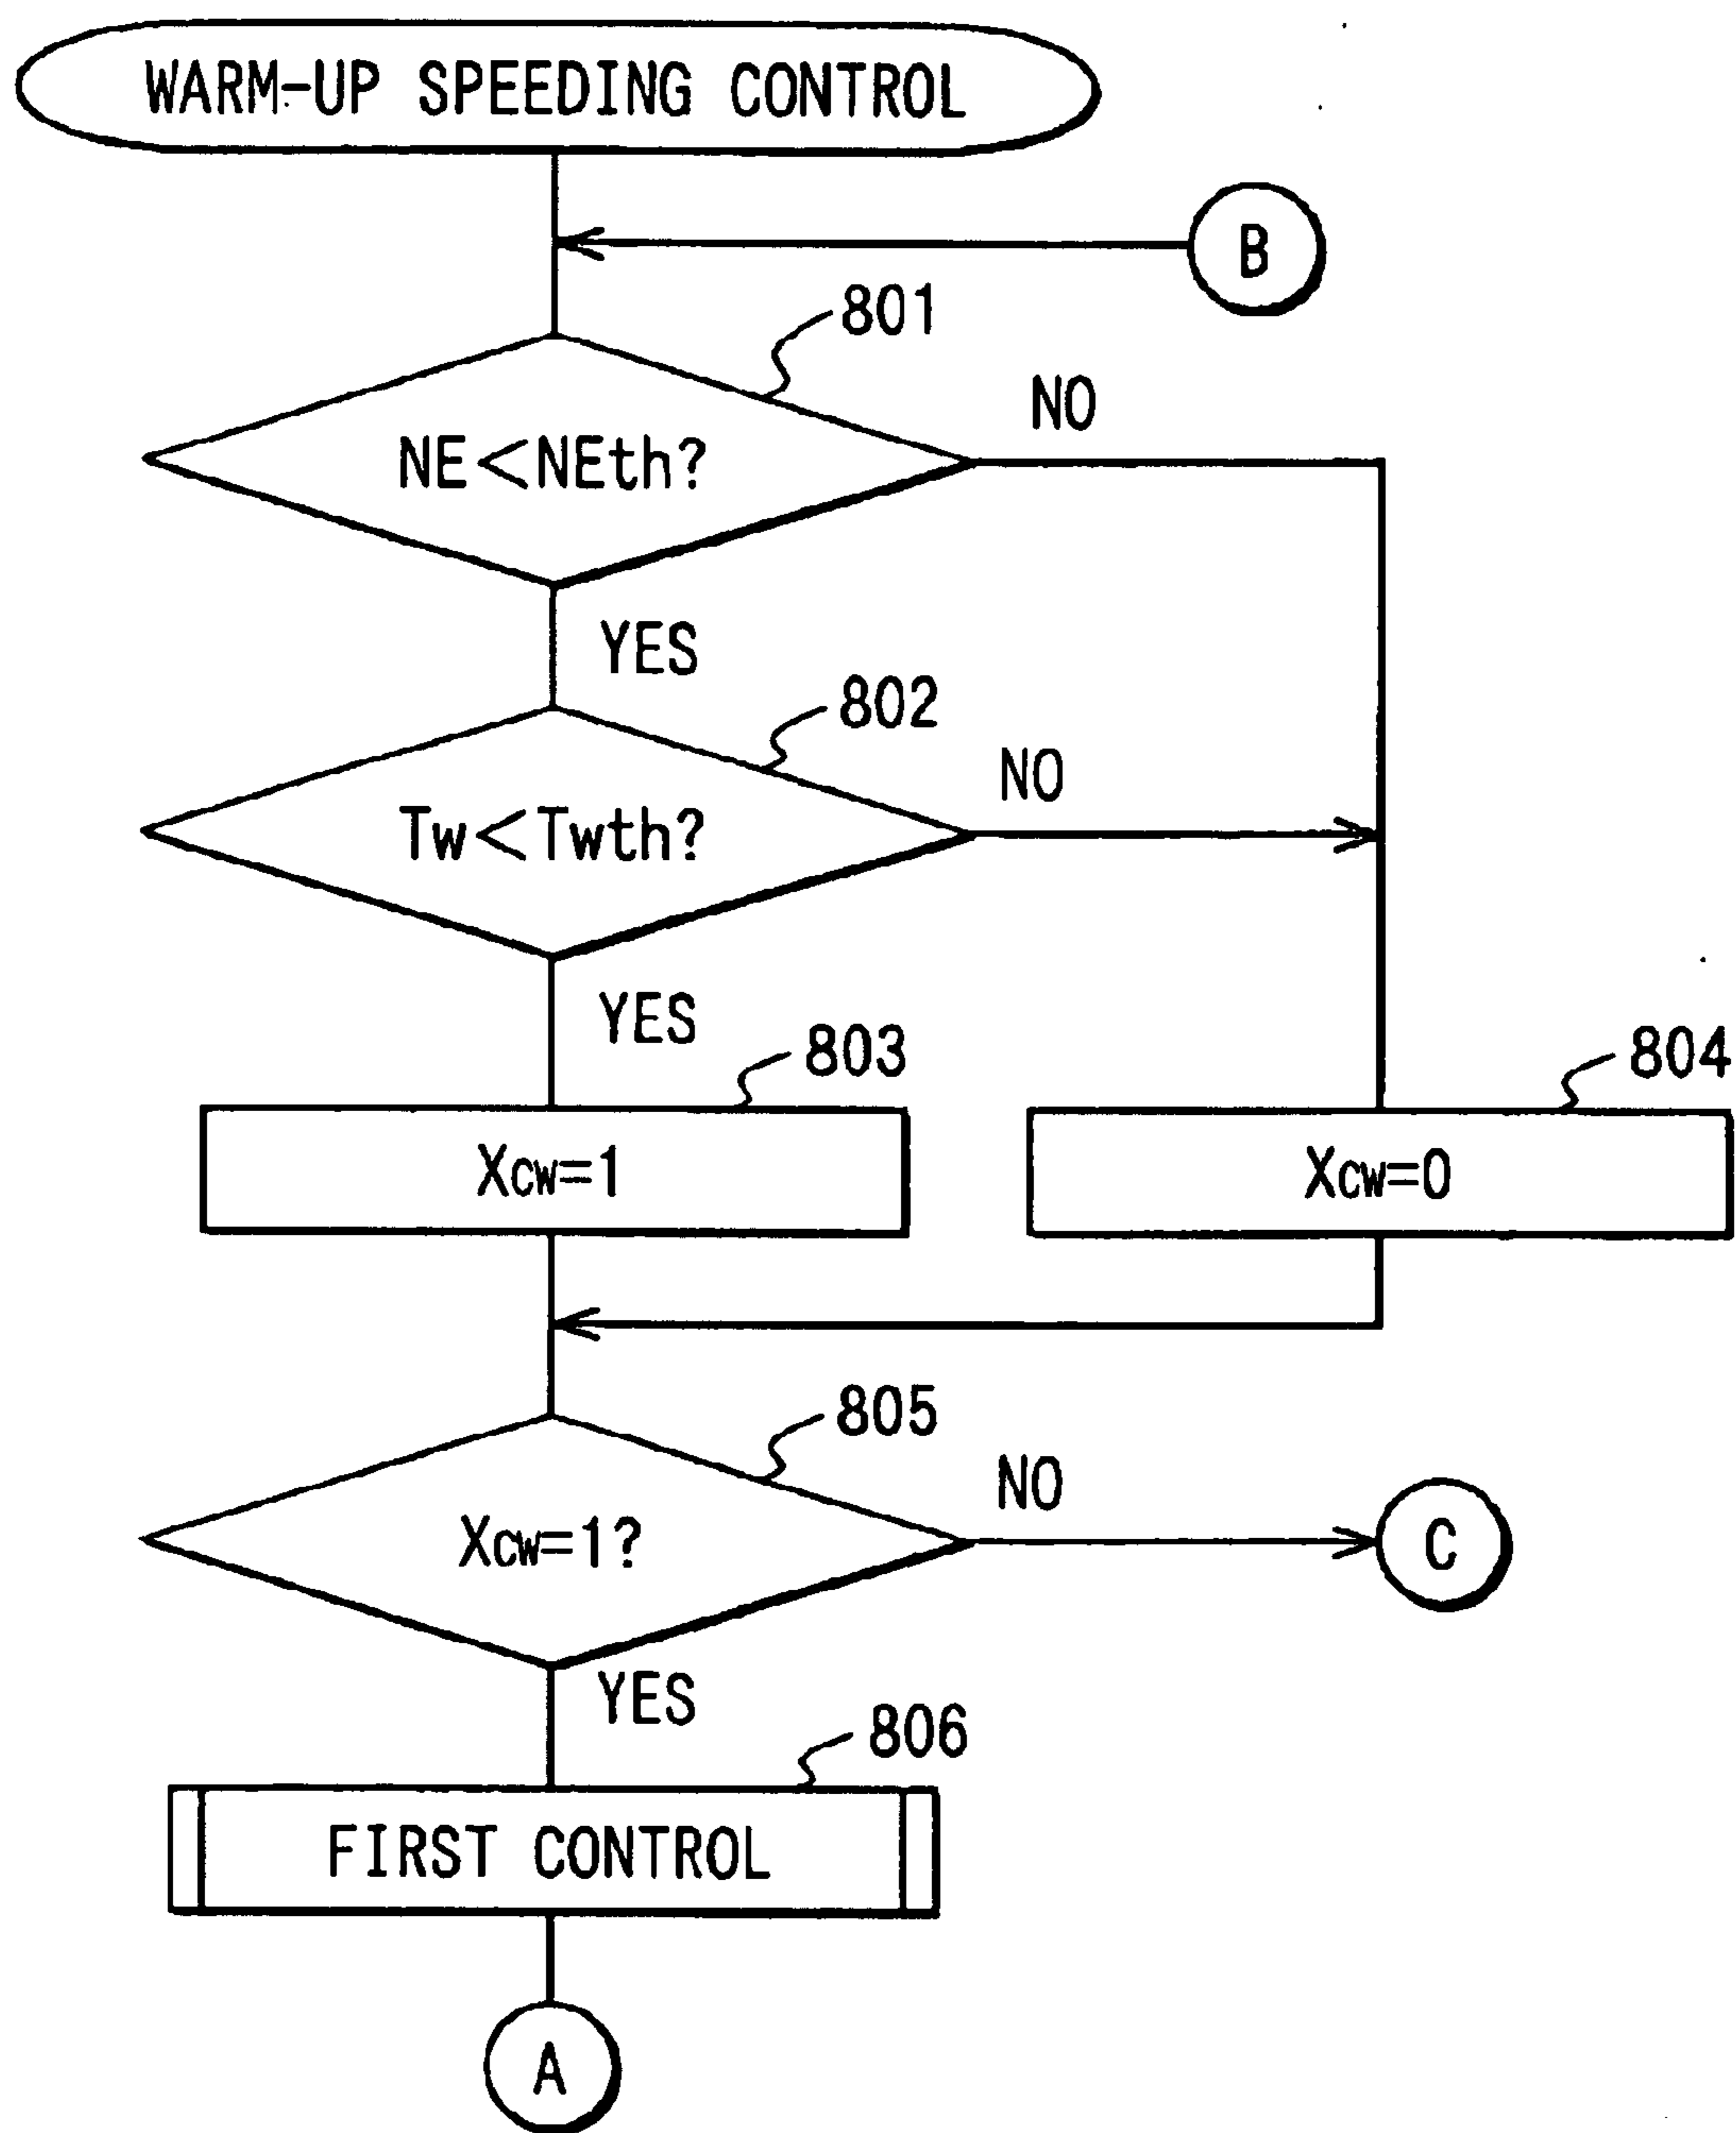 WARM-UP SPEEDING CONTROL
B
801
NE<NEth?
NO
YES
802
Tw<Twth?
NO
YES
803
804
Xcw=1
Xcw=0
805
Xcw=1?
NO
C
YES
806
FIRST CONTROL
A